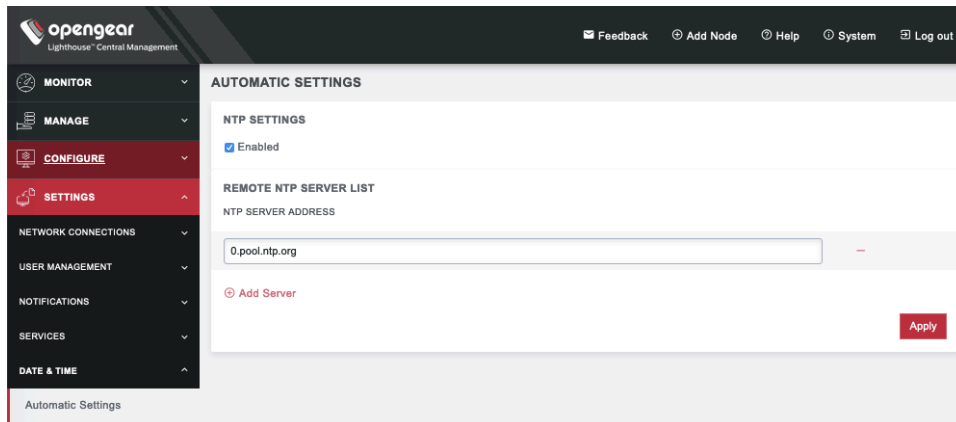 opengear
Lighthouse™ Central Management
Feedback
Add Node
Help
System
Log out
MONITOR
MANAGE
CONFIGURE
SETTINGS
NETWORK CONNECTIONS
USER MANAGEMENT
NOTIFICATIONS
SERVICES
DATE & TIME
Automatic Settings
AUTOMATIC SETTINGS
NTP SETTINGS
Enabled
REMOTE NTP SERVER LIST
NTP SERVER ADDRESS
0.pool.ntp.org
Add Server
Apply